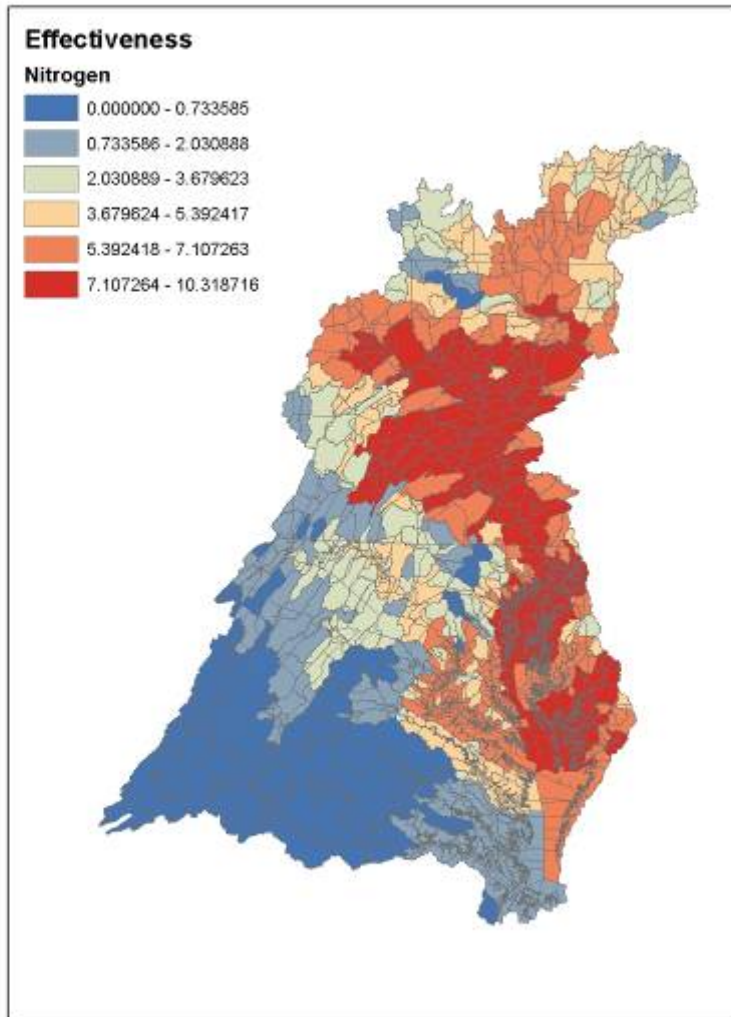 Effectiveness
Nitrogen
0.000000 - 0.733585
0.733586 - 2.030888
2.030889 - 3.679623
3.679624 - 5.392417
5.392418 - 7.107263
7.107264 - 10.318716